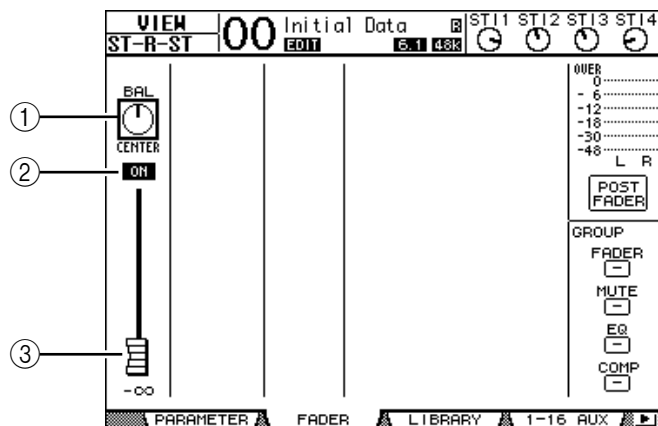 VIEW
ST-R-ST
00
Initial Data
R
EDIT
6.1
48k
STI1 STI2 STI3 STI4
1
BAL
CENTER
2
ON
3
-∞
OVER
0
- 6
-12
-18
-30
-48
L R
POST
FADER
GROUP
FADER
-
MUTE
-
EQ
-
COMP
-
PARAMETER
FADER
LIBRARY
1-16 AUX